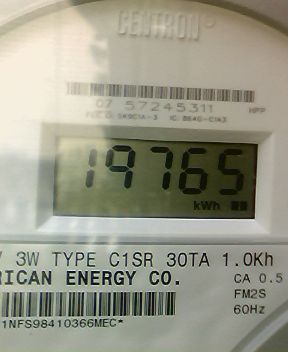 CENTRON
07 57245311 HPP
19765
kWh
V 3W TYPE C1SR 30TA 1.0Kh
RICAN ENERGY CO.
CA 0.5
FM2S
60Hz
1NFS98410366MEC*